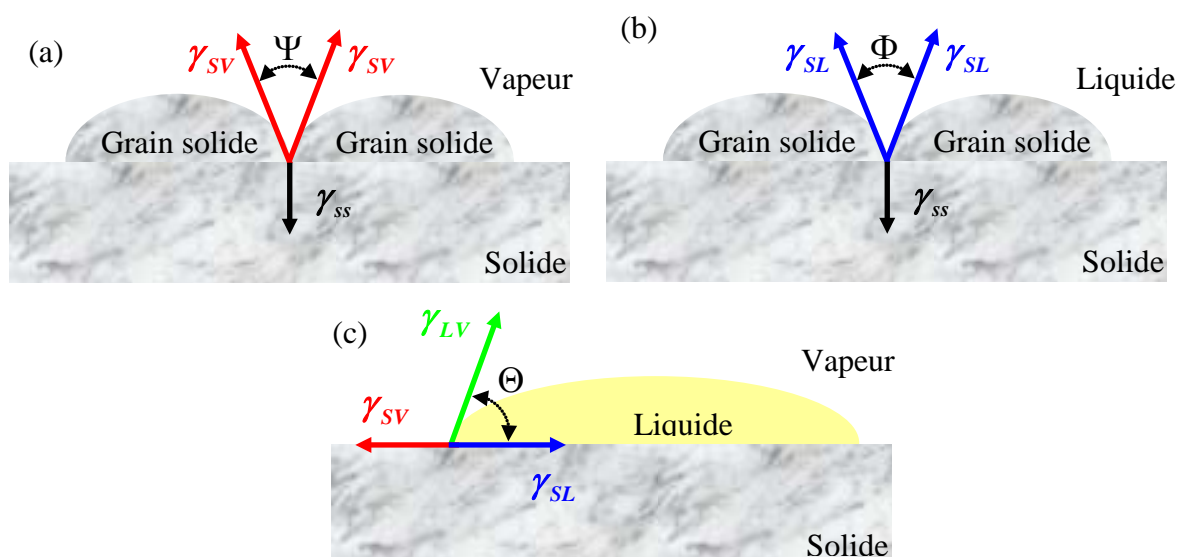 (a)
γSV
Ψ
γSV
Vapeur
Grain solide
Grain solide
γss
Solide
(b)
γSL
Φ
γSL
Liquide
Grain solide
Grain solide
γss
Solide
(c)
γLV
Θ
Vapeur
γSV
Liquide
γSL
Solide